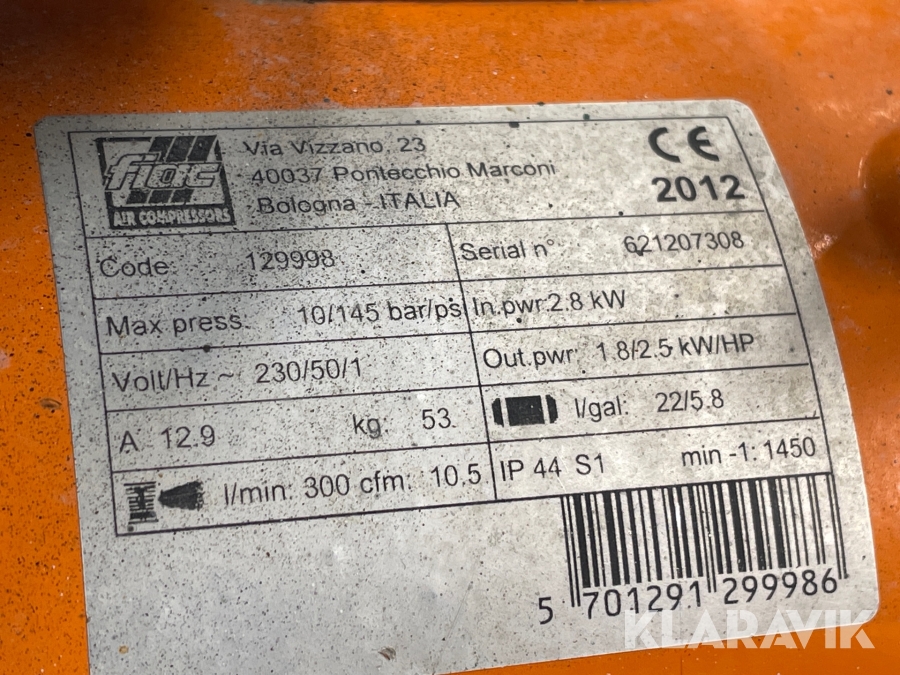 fiac
AIR COMPRESSORS
Via Vizzano, 23
40037 Pontecchio Marconi
Bologna - ITALIA
CE
2012
Code: 129998
Serial n° 621207308
Max press. 10/145 bar/psi
In.pwr.2.8 kW
Volt/Hz ~ 230/50/1
Out.pwr: 1.8/2.5 kW/HP
A 12.9 kg: 53
l/gal: 22/5.8
l/min: 300 cfm: 10.5
IP 44 S1 min -1: 1450
5 701291 299986
KLARAVIK